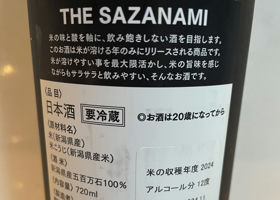 THE SAZANAMI
米の味と酸を軸に、飲み飽きしない酒を目指します。
このお酒は米が溶ける年のみにリリースされる商品です。
米が溶けやすい事を最大限活かし、米の旨味を感じ
ながらもサラサラと飲みやすい、そんなお酒です。
[品目]
日本酒 [要冷蔵] ◎お酒は20歳になってから
[原材料名]
米(新潟県産)
米こうじ(新潟県産米)
[酒米]
新潟県産五百万石100%
[内容量]720ml
米の収穫年度 2024
アルコール分 12度